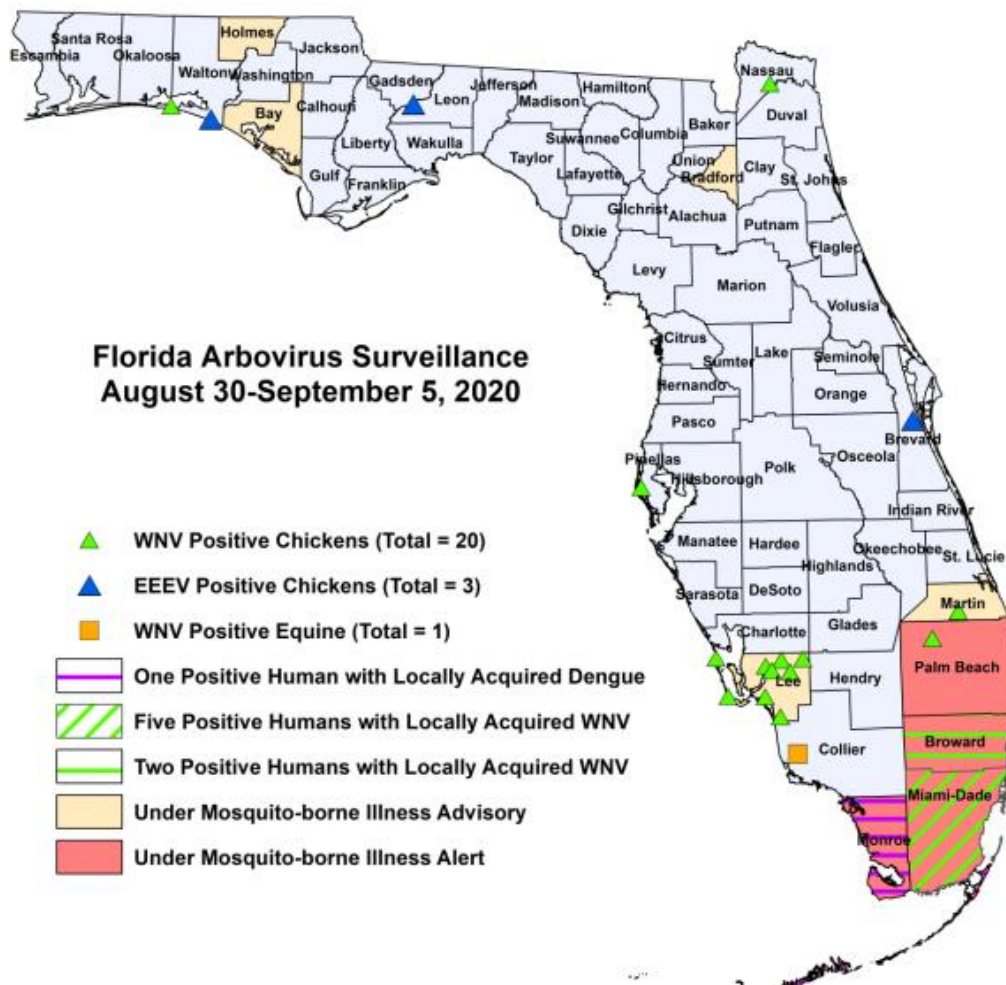 Holmes
Santa Rosa
Jackson
Escambia
Okaloosa
Walton
Washington
Gadsden
Jefferson
Hamilton
Nassau
Bay
Calhoun
Leon
Madison
Baker
Duval
Liberty
Wakulla
Suwannee
Columbia
Taylor
Lafayette
Union
Bradford
Clay
St. Johns
Gulf
Franklin
Gilchrist
Alachua
Putnam
Dixie
Flagler
Levy
Marion
Volusia
Florida Arbovirus Surveillance
August 30-September 5, 2020
Citrus
Sumter
Lake
Seminole
Hernando
Orange
Pasco
Brevard
Pinellas
Hillsborough
Polk
Osceola
Indian River
WNV Positive Chickens (Total = 20)
EEEV Positive Chickens (Total = 3)
WNV Positive Equine (Total = 1)
One Positive Human with Locally Acquired Dengue
Five Positive Humans with Locally Acquired WNV
Two Positive Humans with Locally Acquired WNV
Under Mosquito-borne Illness Advisory
Under Mosquito-borne Illness Alert
Manatee
Hardee
Highlands
Okeechobee
St. Lucie
Sarasota
DeSoto
Martin
Charlotte
Glades
Lee
Hendry
Palm Beach
Collier
Broward
Miami-Dade
Monroe